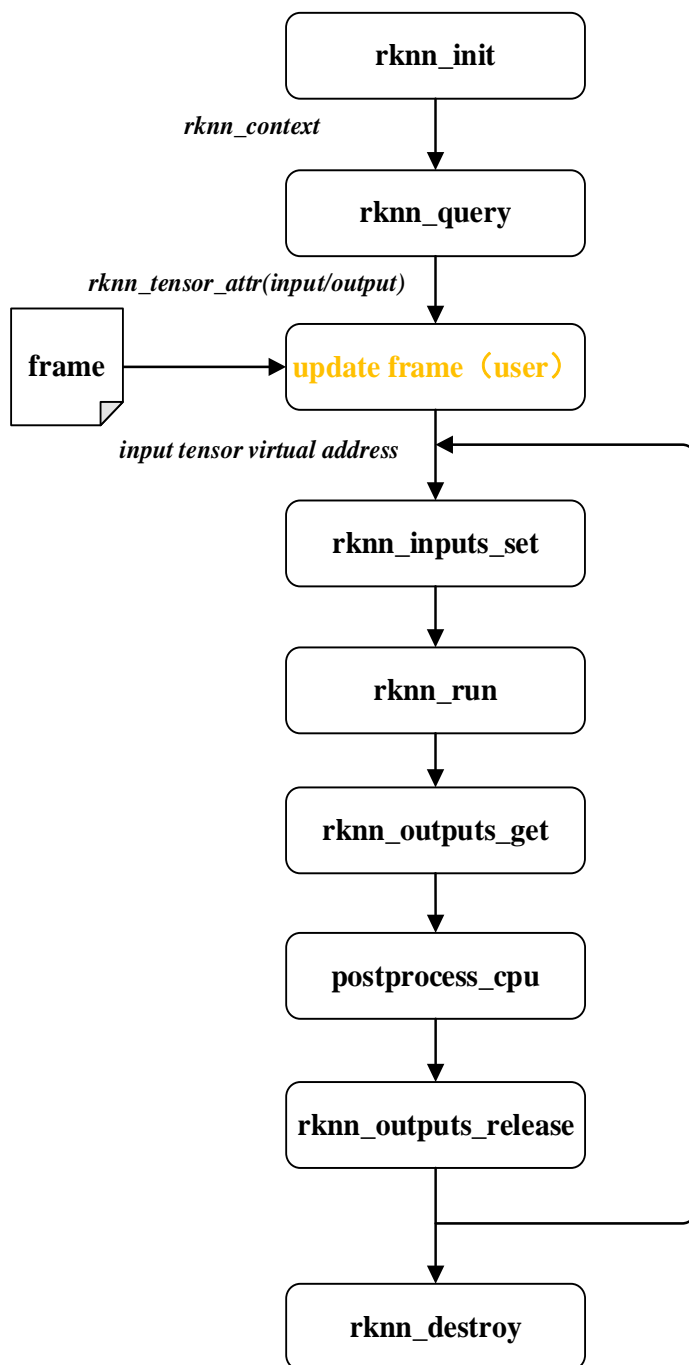 rknn_init
rknn_context
rknn_query
rknn_tensor_attr(input/output)
frame
update frame（user）
input tensor virtual address
rknn_inputs_set
rknn_run
rknn_outputs_get
postprocess_cpu
rknn_outputs_release
rknn_destroy